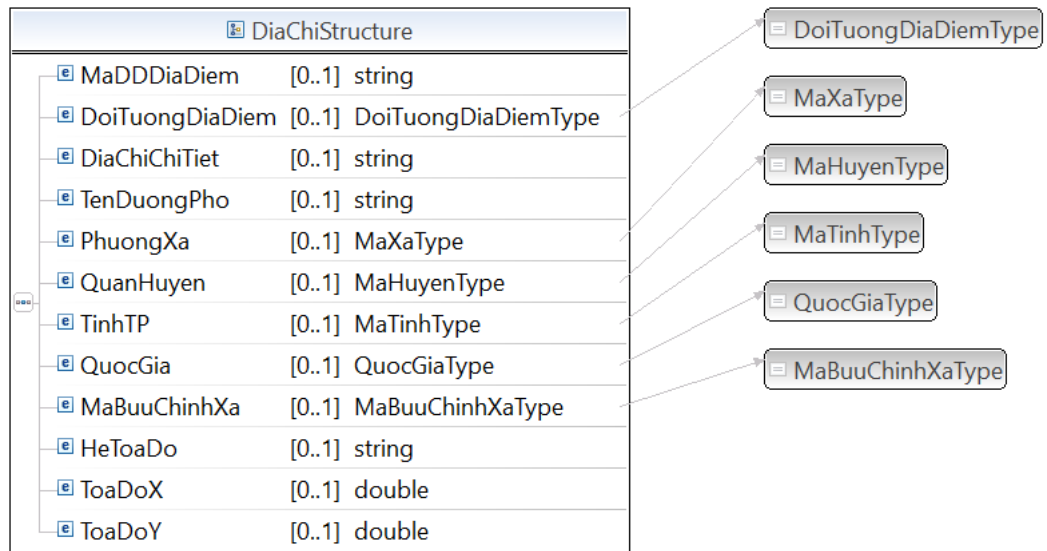 DiaChiStructure
MaDDDiaDiem [0..1] string
DoiTuongDiaDiem [0..1] DoiTuongDiaDiemType
DiaChiChiTiet [0..1] string
TenDuongPho [0..1] string
PhuongXa [0..1] MaXaType
QuanHuyen [0..1] MaHuyenType
TinhTP [0..1] MaTinhType
QuocGia [0..1] QuocGiaType
MaBuuChinhXa [0..1] MaBuuChinhXaType
HeToaDo [0..1] string
ToaDoX [0..1] double
ToaDoY [0..1] double
DoiTuongDiaDiemType
MaXaType
MaHuyenType
MaTinhType
QuocGiaType
MaBuuChinhXaType